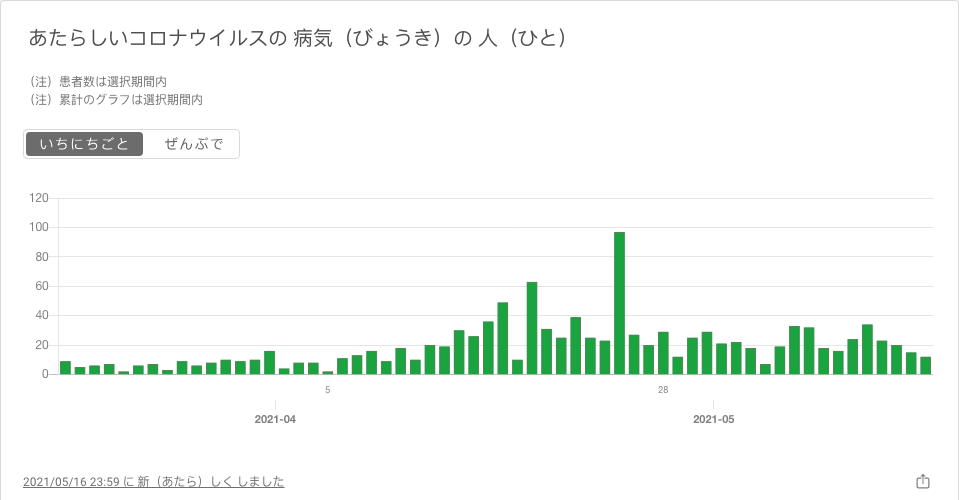 あたらしいコロナウイルスの 病気（びょうき）の 人（ひと）
（注）患者数は選択期間内
（注）累計のグラフは選択期間内
いちにちごと ぜんぶで
120
100
80
60
40
20
0
5 28
2021-04 2021-05
2021/05/16 23:59 に 新（あたら）しく しました